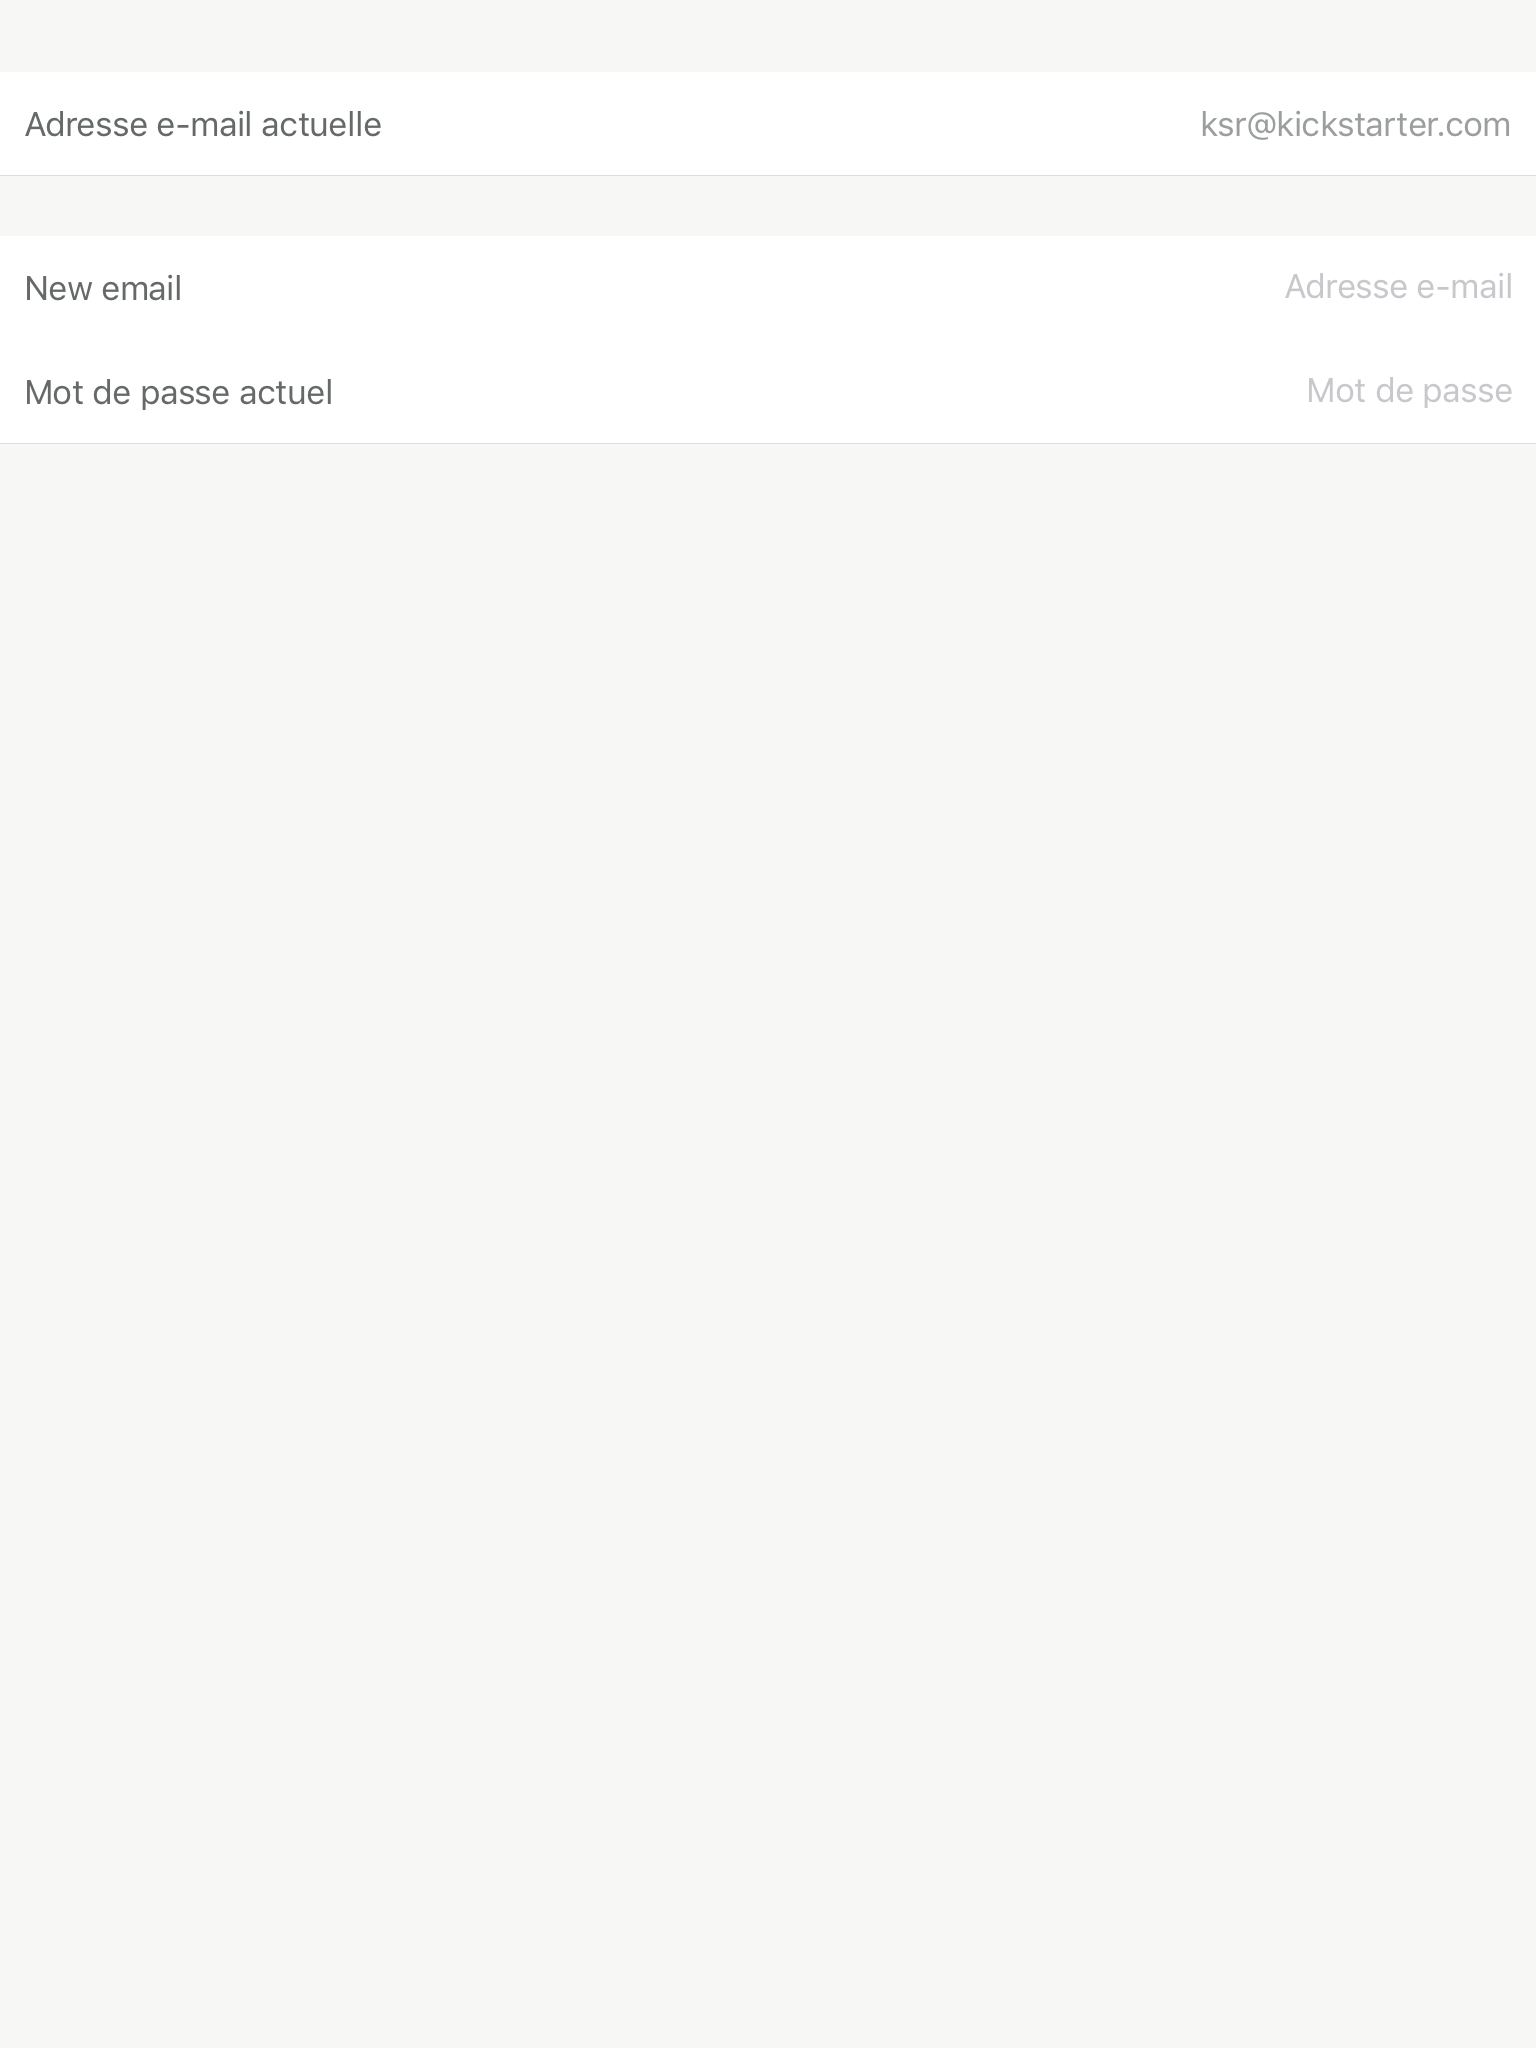 Adresse e-mail actuelle ksr@kickstarter.com
New email Adresse e-mail
Mot de passe actuel Mot de passe